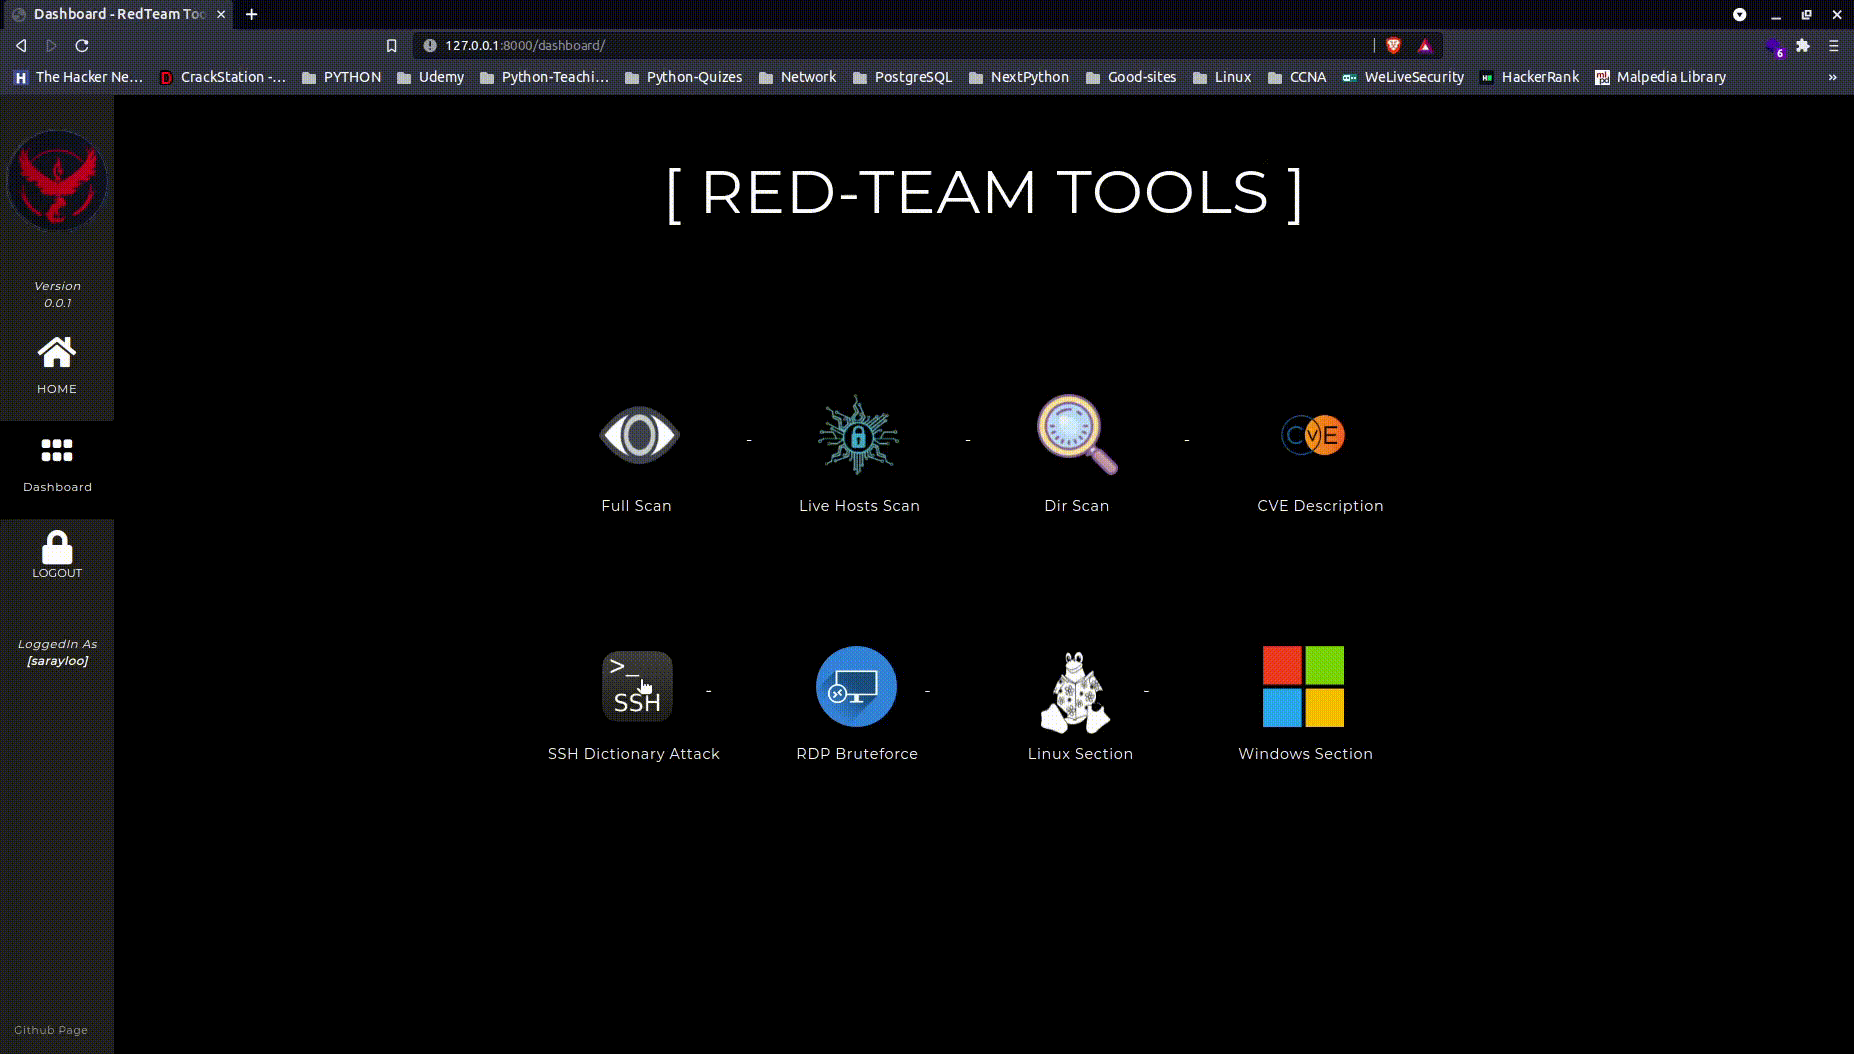 Dashboard - RedTeam Too
127.0.0.1:8000/dashboard/
6
H The Hacker Ne... D CrackStation -... PYTHON Udemy Python-Teachi... Python-Quizes Network PostgreSQL NextPython Good-sites Linux CCNA WeLiveSecurity HackerRank Malpedia Library »
Version
0.0.1
HOME
Dashboard
LOGOUT
LoggedIn As
[sarayloo]
Github Page
[ RED-TEAM TOOLS ]
CVE
- - -
Full Scan Live Hosts Scan Dir Scan CVE Description
>_
SSH
- - -
SSH Dictionary Attack RDP Bruteforce Linux Section Windows Section